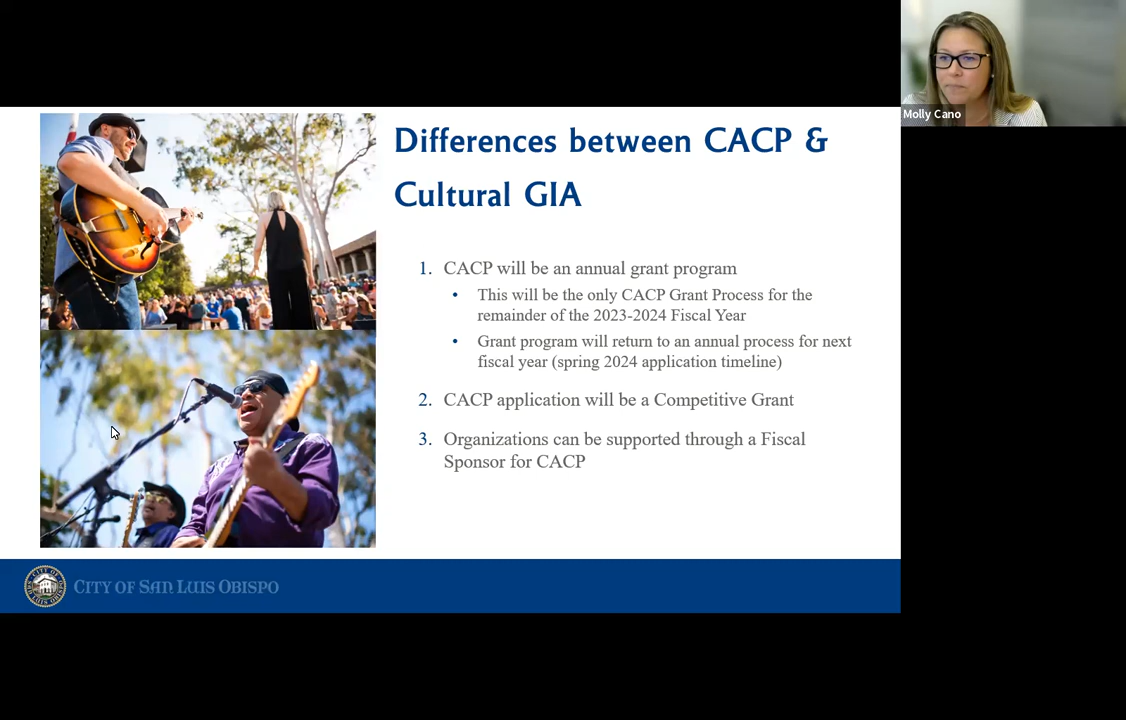 Molly Cano
Differences between CACP &
Cultural GIA
1. CACP will be an annual grant program
• This will be the only CACP Grant Process for the
remainder of the 2023-2024 Fiscal Year
• Grant program will return to an annual process for next
fiscal year (spring 2024 application timeline)
2. CACP application will be a Competitive Grant
3. Organizations can be supported through a Fiscal
Sponsor for CACP
CITY OF SAN LUIS OBISPO